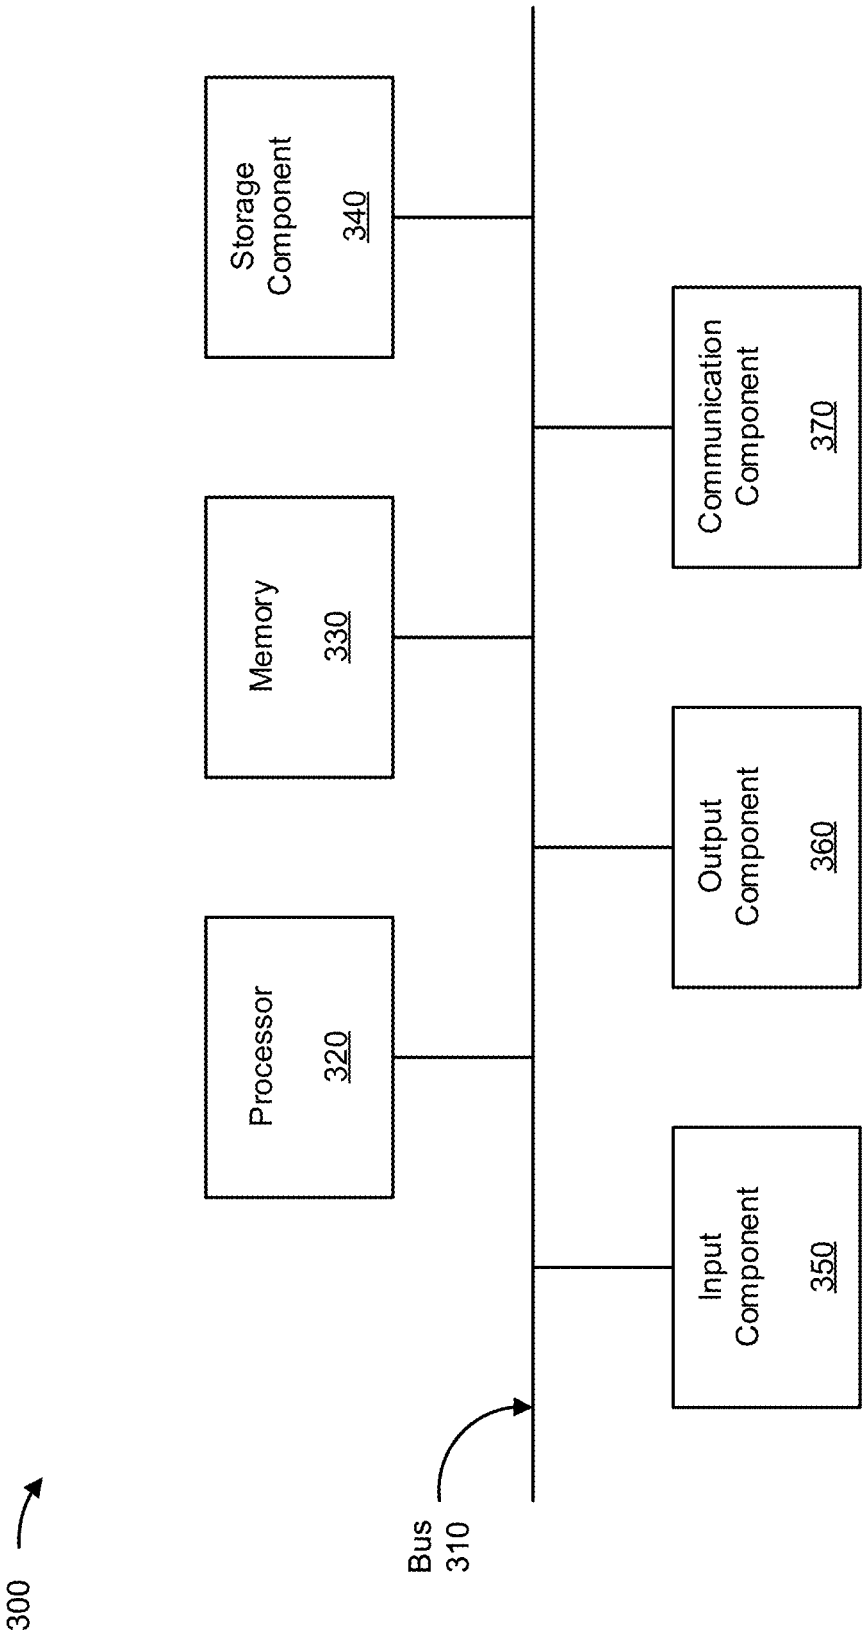 300
Processor
320
Memory
330
Storage
Component
340
Bus
310
Input
Component
350
Output
Component
360
Communication
Component
370